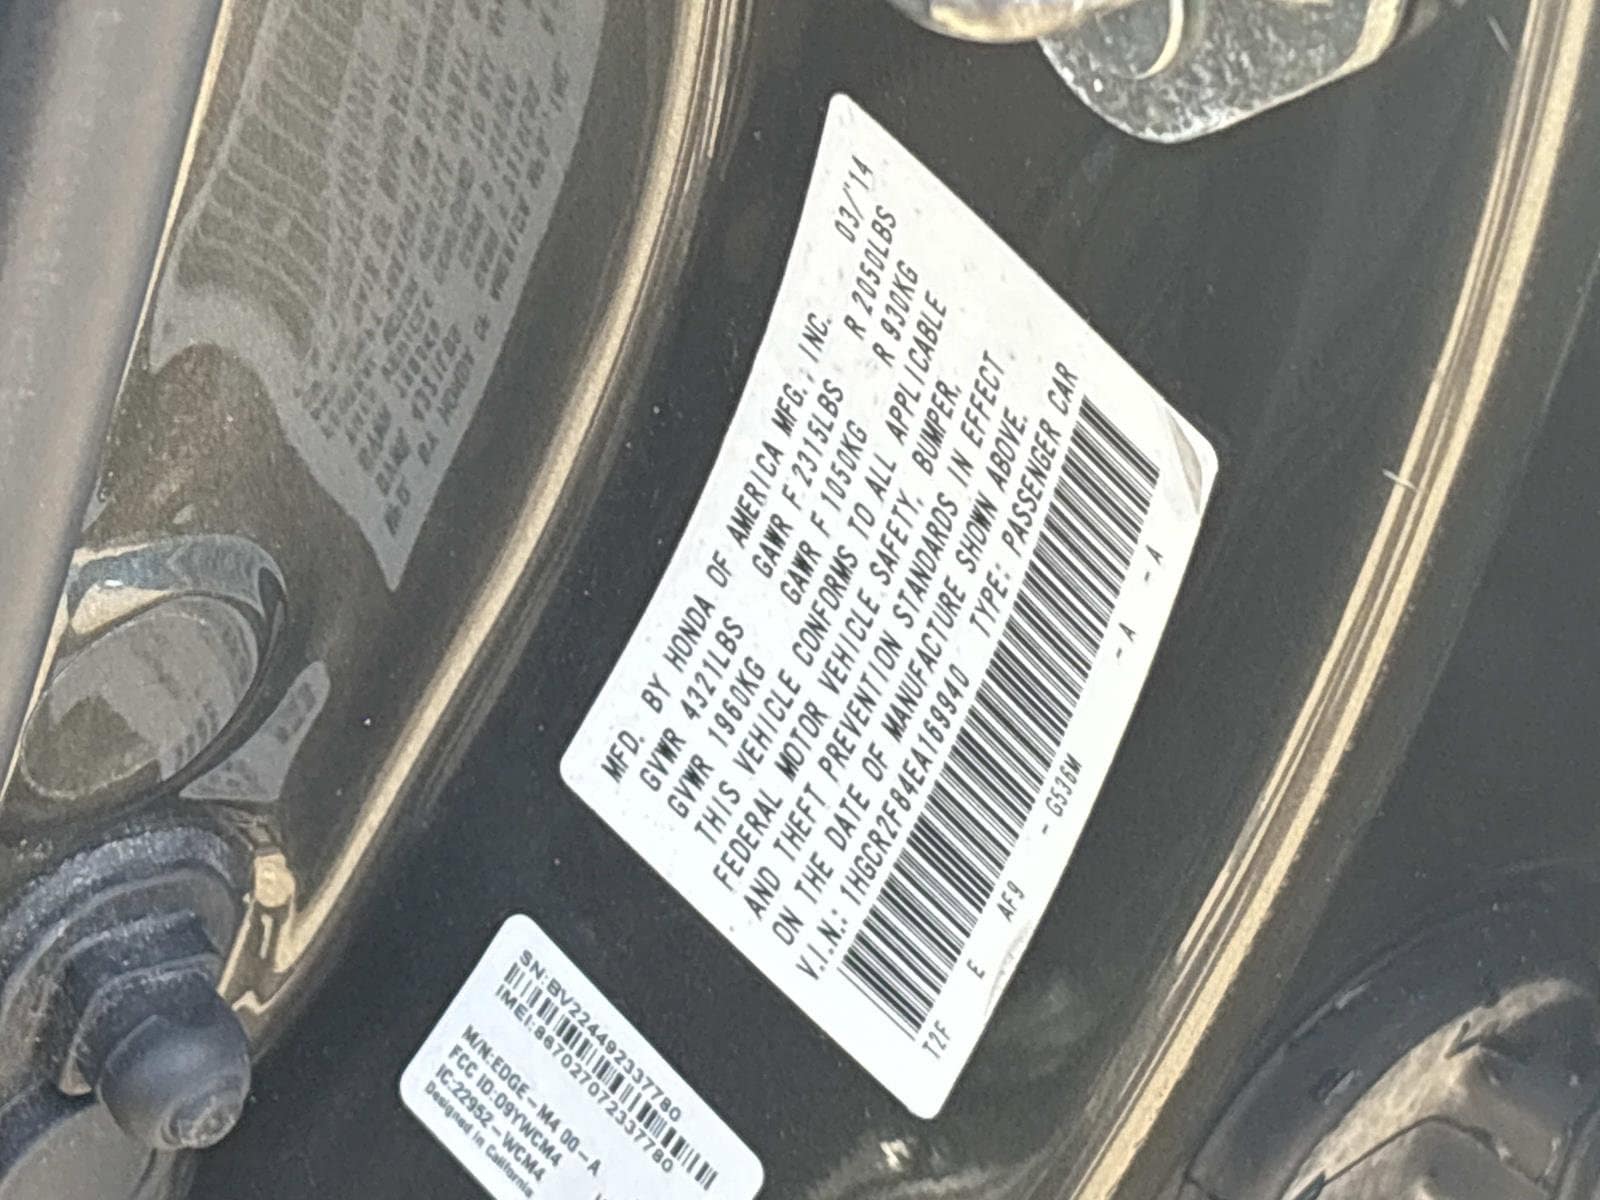 MFD. BY HONDA OF AMERICA MFG., INC. 03/'14
GVWR 4321LBS GAWR F 2315LBS R 2050LBS
GVWR 1960KG GAWR F 1050KG R 930KG
THIS VEHICLE CONFORMS TO ALL APPLICABLE
FEDERAL MOTOR VEHICLE SAFETY, BUMPER,
AND THEFT PREVENTION STANDARDS IN EFFECT
ON THE DATE OF MANUFACTURE SHOWN ABOVE.
V.I.N.: 1HGCR2F84EA169940 TYPE: PASSENGER CAR
T2F E AF9 - G536M - A - A
SN:BV224492337780
IMEI:867027072337780
M/N:EDGE-M4 00-A
FCC ID:D9YWCM4
IC:22952-WCM4
Designed in California